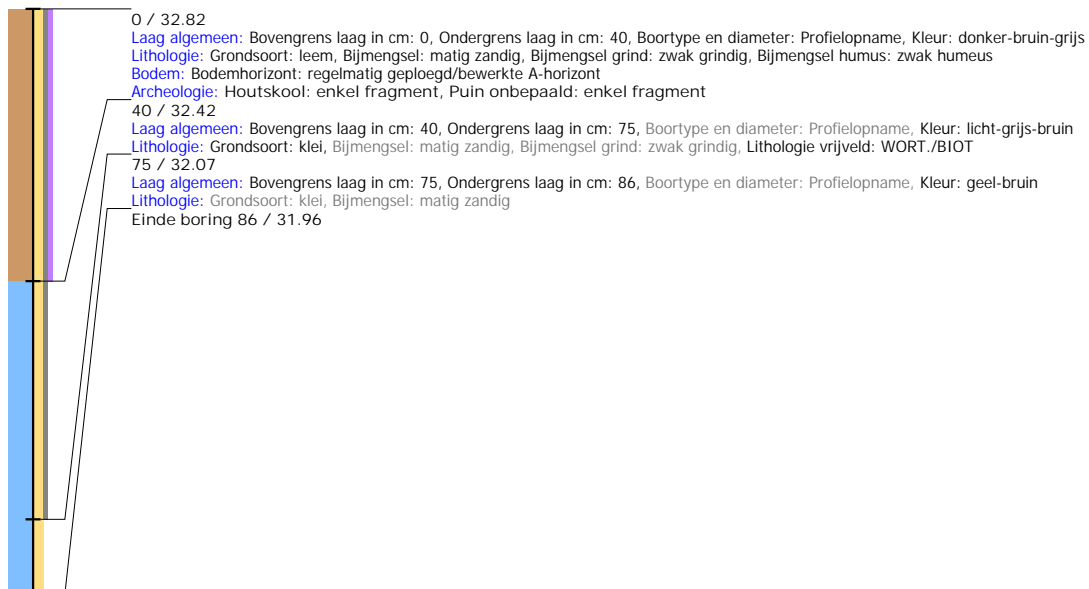 0 / 32.82
Laag algemeen: Bovengrens laag in cm: 0, Ondergrens laag in cm: 40, Boortype en diameter: Profielopname, Kleur: donker-bruin-grijs
Lithologie: Grondsoort: leem, Bijmengsel: matig zandig, Bijmengsel grind: zwak grindig, Bijmengsel humus: zwak humeus
Bodem: Bodemhorizont: regelmatig geploegd/bewerkte A-horizont
Archeologie: Houtskool: enkel fragment, Puin onbepaald: enkel fragment
40 / 32.42
Laag algemeen: Bovengrens laag in cm: 40, Ondergrens laag in cm: 75, Boortype en diameter: Profielopname, Kleur: licht-grijs-bruin
Lithologie: Grondsoort: klei, Bijmengsel: matig zandig, Bijmengsel grind: zwak grindig, Lithologie vrijveld: WORT./BIOT
75 / 32.07
Laag algemeen: Bovengrens laag in cm: 75, Ondergrens laag in cm: 86, Boortype en diameter: Profielopname, Kleur: geel-bruin
Lithologie: Grondsoort: klei, Bijmengsel: matig zandig
Einde boring 86 / 31.96